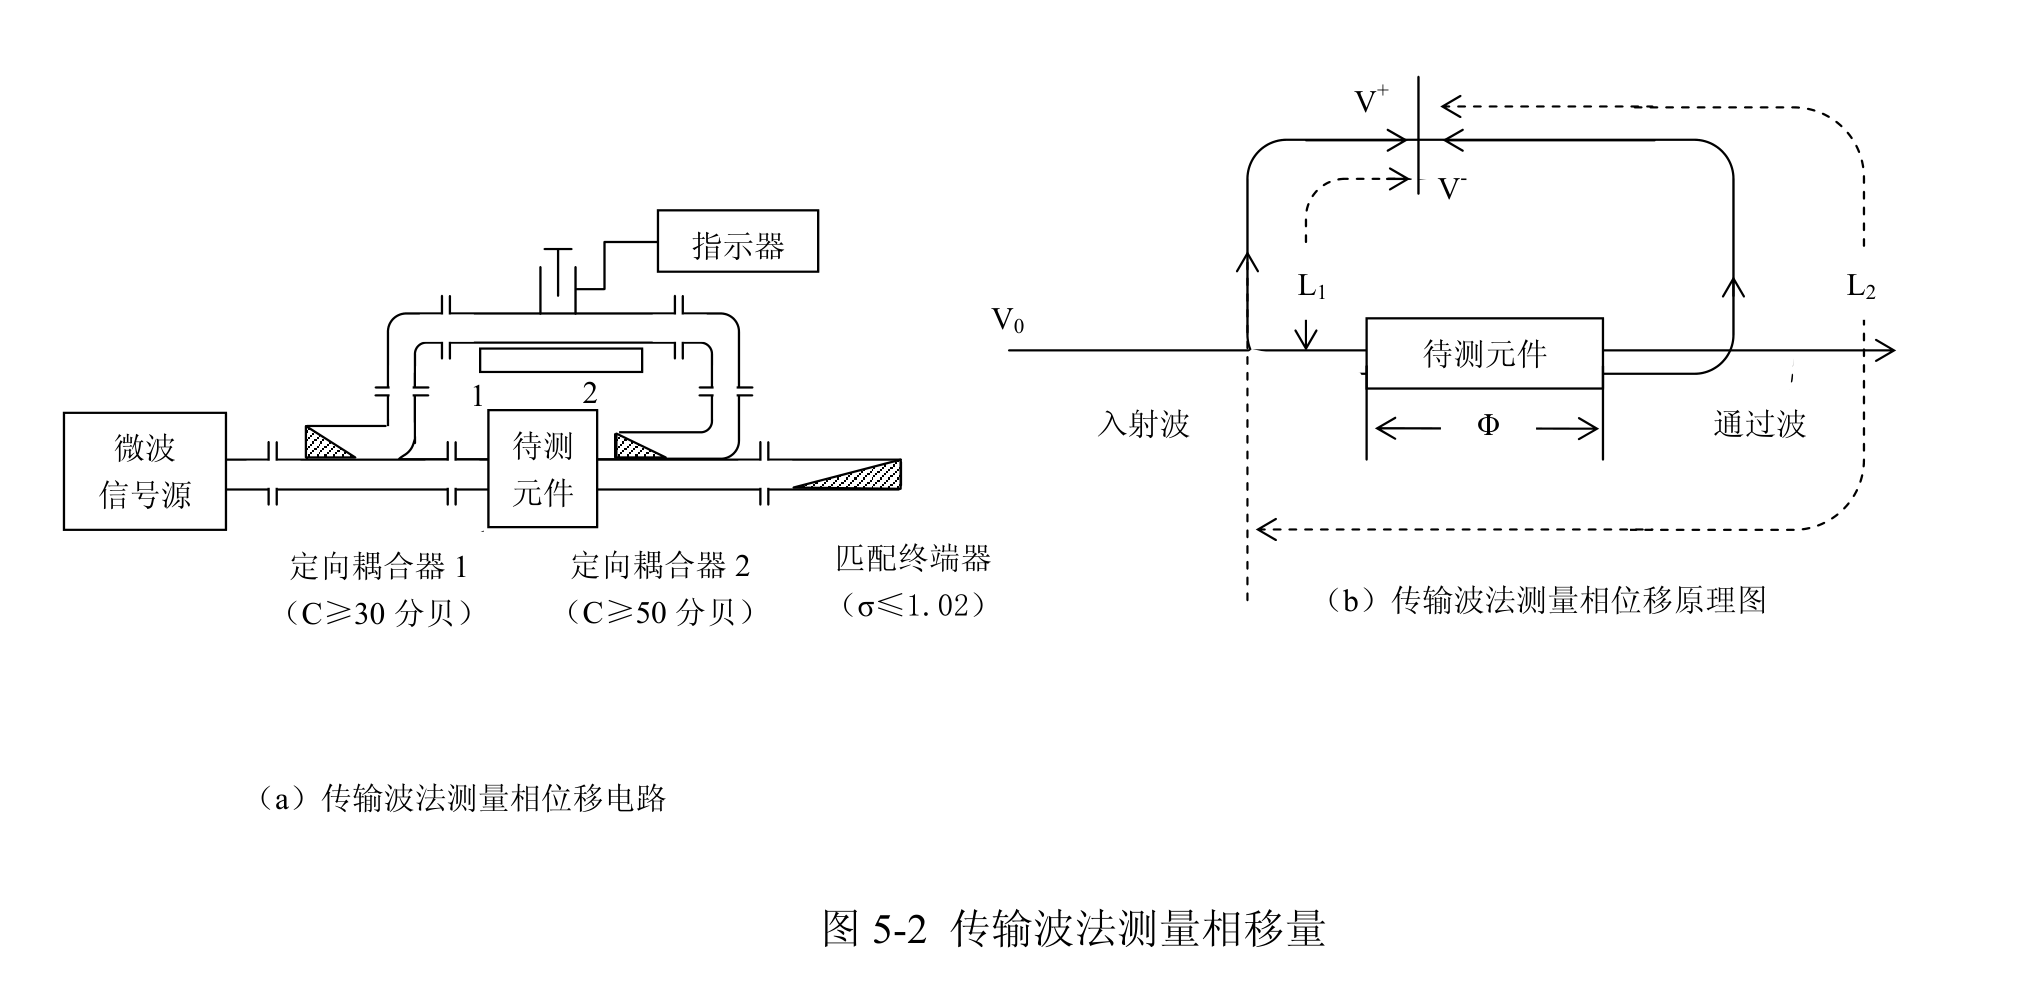 指示器
1
2
微波
信号源
待测
元件
定向耦合器 1
（C≥30 分贝）
定向耦合器 2
（C≥50 分贝）
匹配终端器
（σ≤1.02）
（a）传输波法测量相位移电路
V+
V-
L1
L2
V0
待测元件
入射波
Φ
通过波
（b）传输波法测量相位移原理图
图 5-2 传输波法测量相移量